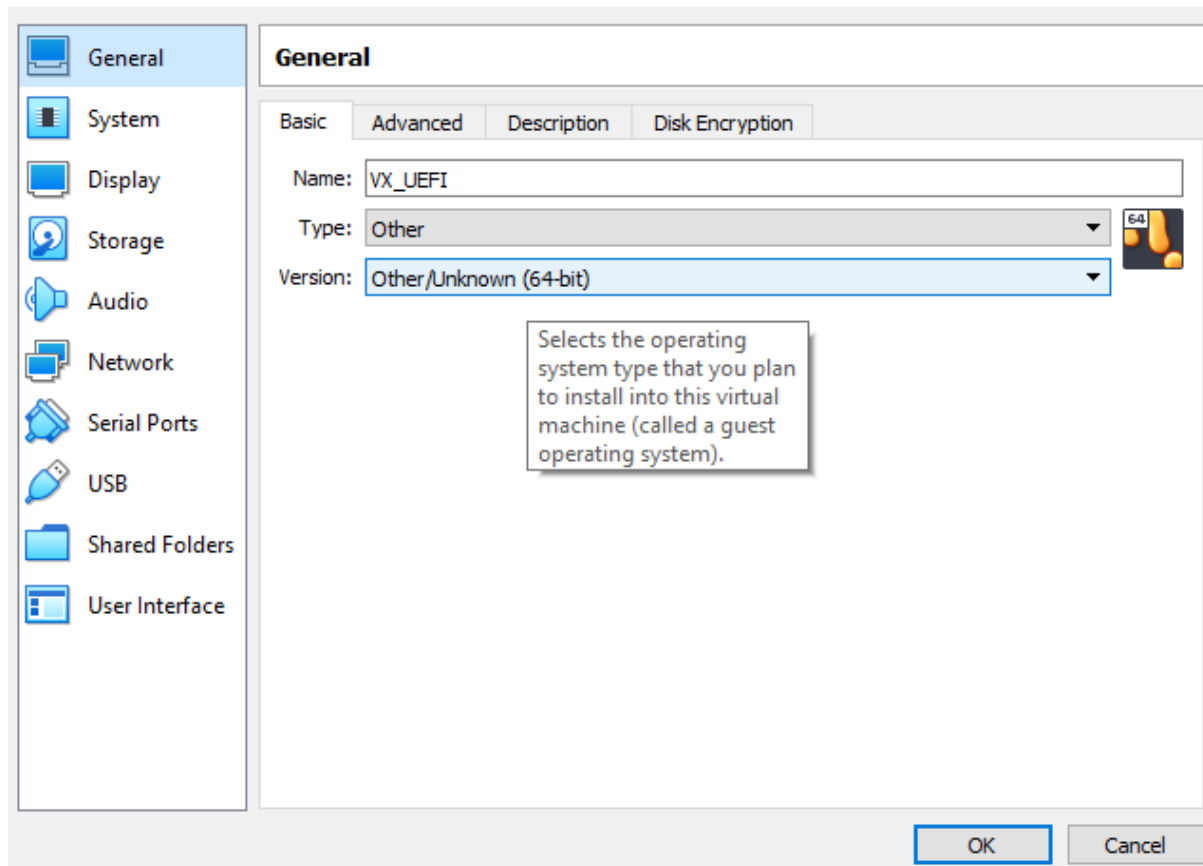 General
System
Display
Storage
Audio
Network
Serial Ports
USB
Shared Folders
User Interface
General
Basic Advanced Description Disk Encryption
Name: VX_UEFI
Type: Other
64
Version: Other/Unknown (64-bit)
Selects the operating
system type that you plan
to install into this virtual
machine (called a guest
operating system).
OK Cancel